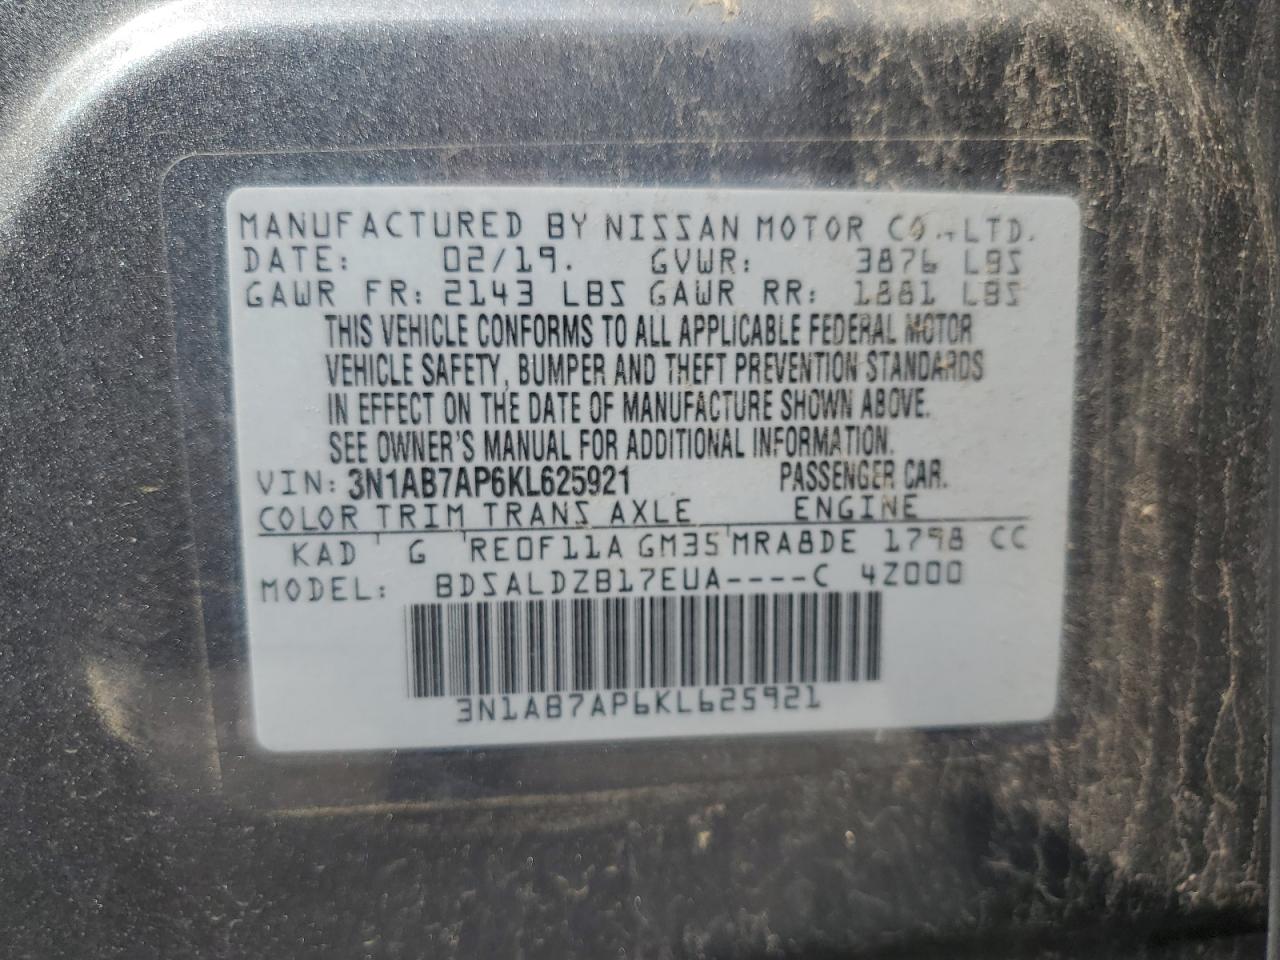 MANUFACTURED BY NISSAN MOTOR CO.,LTD.
DATE: 02/19. GVWR: 3876 LBS
GAWR FR: 2143 LBS GAWR RR: 1881 LBS
THIS VEHICLE CONFORMS TO ALL APPLICABLE FEDERAL MOTOR
VEHICLE SAFETY, BUMPER AND THEFT PREVENTION STANDARDS
IN EFFECT ON THE DATE OF MANUFACTURE SHOWN ABOVE.
SEE OWNER'S MANUAL FOR ADDITIONAL INFORMATION.
VIN: 3N1AB7AP6KL625921 PASSENGER CAR.
COLOR TRIM TRANS AXLE ENGINE
KAD G RE0F11A GM35 MRA8DE 1798 CC
MODEL: BDSALDZB17EUA----C 4Z000
3N1AB7AP6KL625921